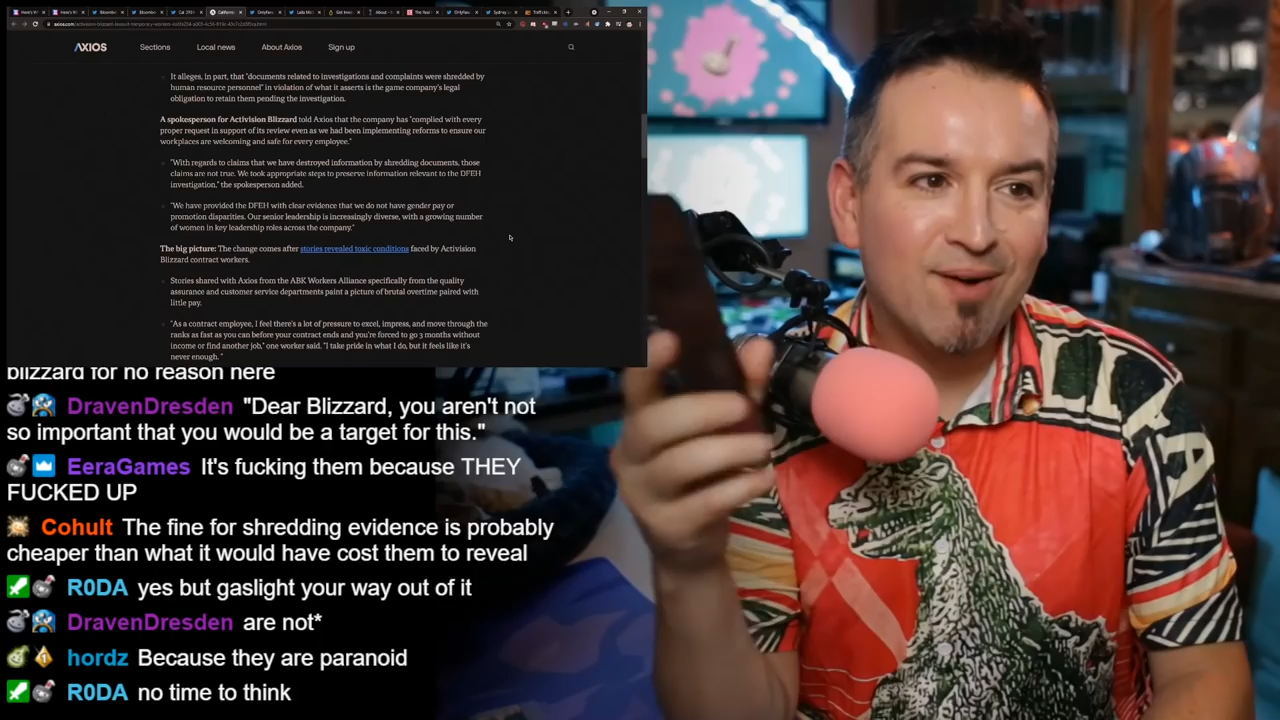 AXIOS Sections Local news About Axios Sign up
It alleges, in part, that "documents related to investigations and complaints were shredded by
human resource personnel" in violation of what it asserts is the game company's legal
obligation to retain them pending the investigation.
A spokesperson for Activision Blizzard told Axios that the company has "complied with every
proper request in support of its review even as we had been implementing reforms to ensure our
workplaces are welcoming and safe for every employee."
"With regards to claims that we have destroyed information by shredding documents, those
claims are not true. We took appropriate steps to preserve information relevant to the DFEH
investigation," the spokesperson added.
"We have provided the DFEH with clear evidence that we do not have gender pay or
promotion disparities. Our senior leadership is increasingly diverse, with a growing number
of women in key leadership roles across the company."
The big picture: The change comes after stories revealed toxic conditions faced by Activision
Blizzard contract workers.
Stories shared with Axios from the ABK Workers Alliance specifically from the quality
assurance and customer service departments paint a picture of brutal overtime paired with
little pay.
"As a contract employee, I feel there's a lot of pressure to excel, impress, and move through the
ranks as fast as you can before your contract ends and you're forced to go 3 months without
income or find another job," one worker said. "I take pride in what I do, but it feels like it's
never enough. "
blizzard for no reason here
DravenDresden "Dear Blizzard, you aren't not
so important that you would be a target for this."
EeraGames It's fucking them because THEY
FUCKED UP
Cohult The fine for shredding evidence is probably
cheaper than what it would have cost them to reveal
R0DA yes but gaslight your way out of it
DravenDresden are not*
hordz Because they are paranoid
R0DA no time to think